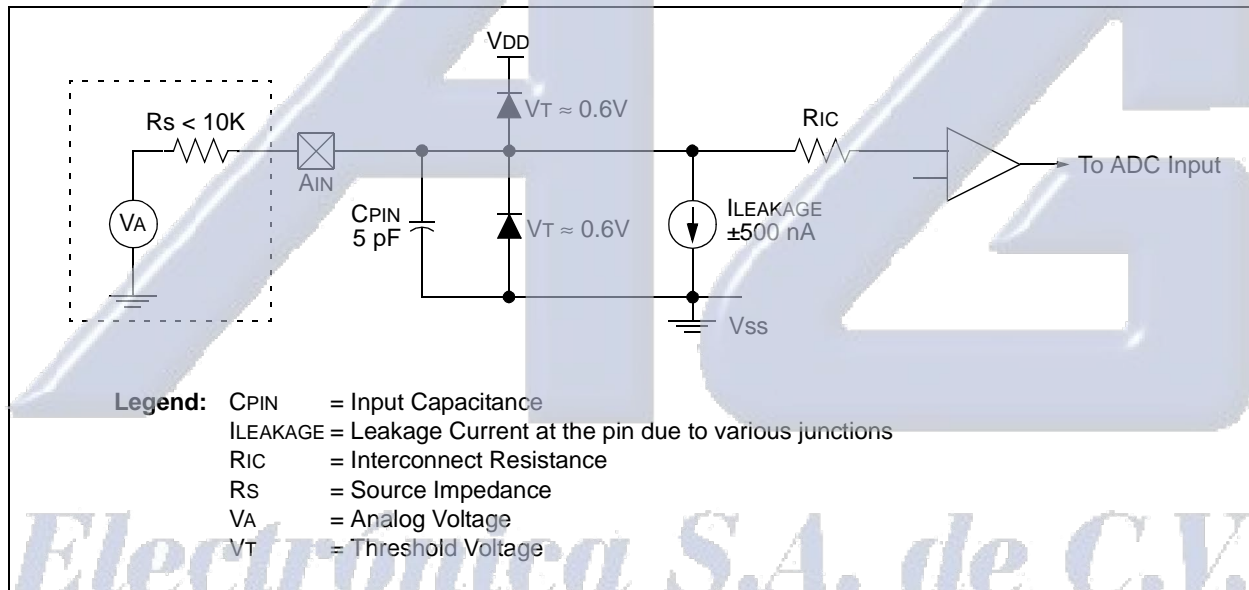 VDD
VT ≈ 0.6V
RS < 10K
RIC
AIN
To ADC Input
VA
CPIN
5 pF
VT ≈ 0.6V
ILEAKAGE
±500 nA
VSS
Legend: CPIN = Input Capacitance
ILEAKAGE = Leakage Current at the pin due to various junctions
RIC = Interconnect Resistance
RS = Source Impedance
VA = Analog Voltage
VT = Threshold Voltage
Electrónica S.A. de C.V.